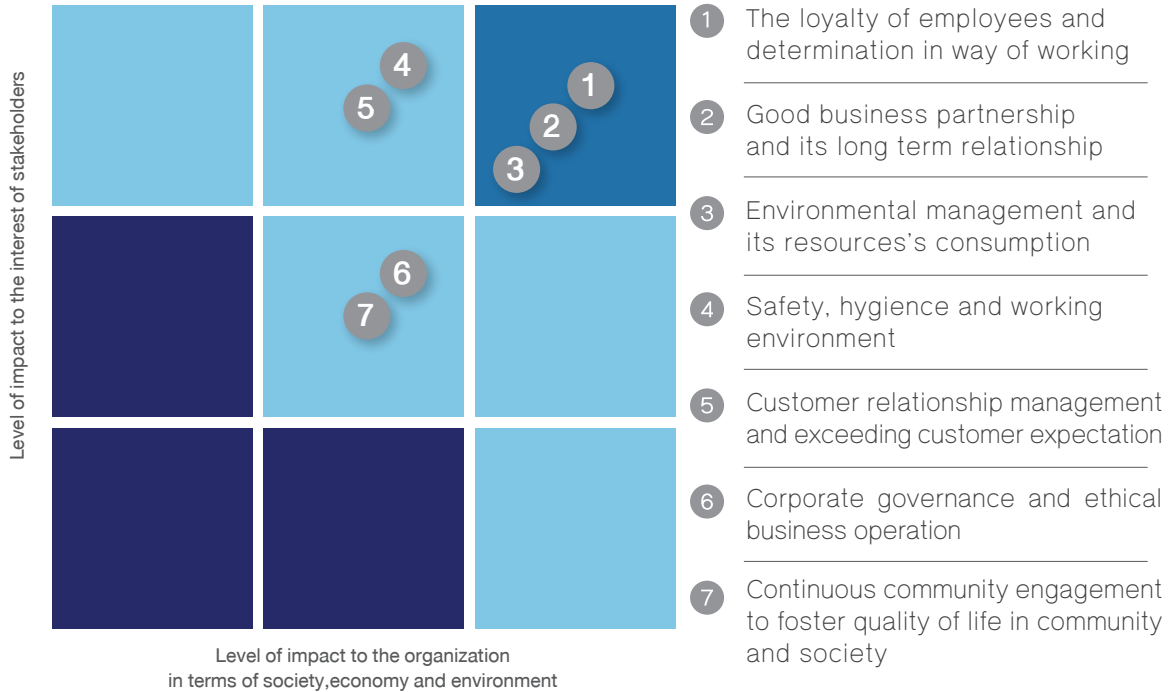 Level of impact to the interest of stakeholders
4
5
1
2
3
6
7
Level of impact to the organization
in terms of society,economy and environment
1 The loyalty of employees and
determination in way of working
2 Good business partnership
and its long term relationship
3 Environmental management and
its resources's consumption
4 Safety, hygience and working
environment
5 Customer relationship management
and exceeding customer expectation
6 Corporate governance and ethical
business operation
7 Continuous community engagement
to foster quality of life in community
and society